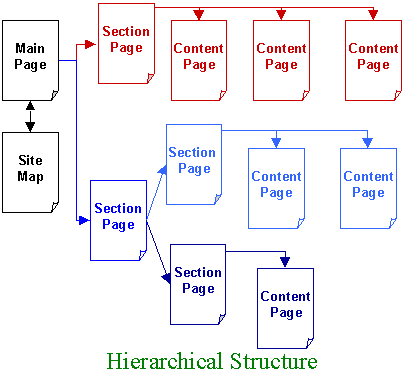 Main
Page
Section
Page
Content
Page
Content
Page
Content
Page
Site
Map
Section
Page
Section
Page
Content
Page
Content
Page
Section
Page
Content
Page
Hierarchical Structure